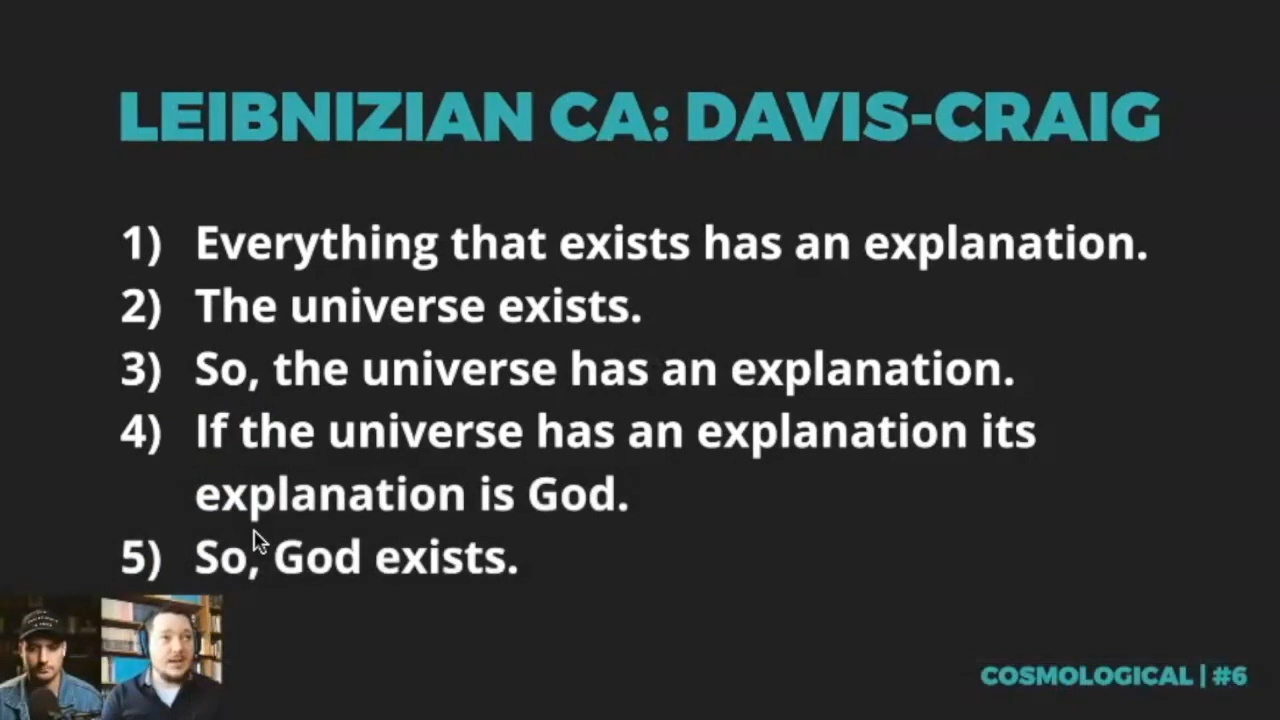 LEIBNIZIAN CA: DAVIS-CRAIG
1) Everything that exists has an explanation.
2) The universe exists.
3) So, the universe has an explanation.
4) If the universe has an explanation its
explanation is God.
5) So, God exists.
COSMOLOGICAL | #6